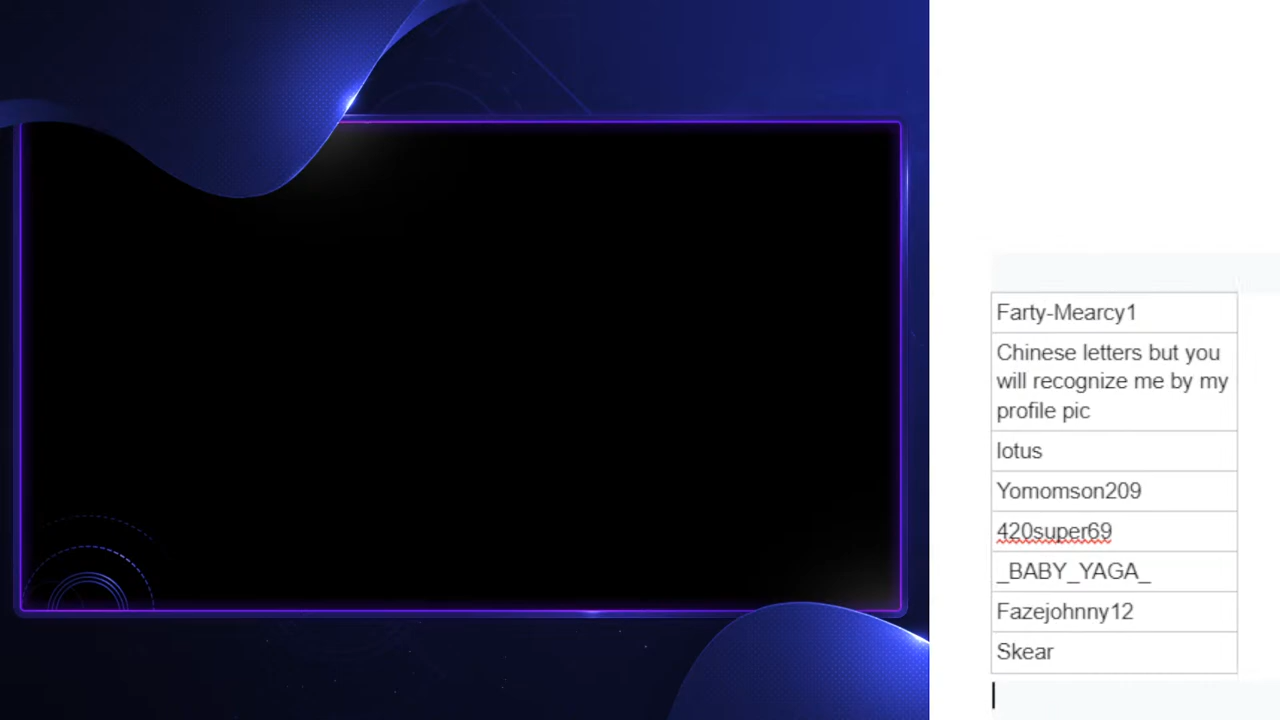 Farty-Mearcy1
Chinese letters but you
will recognize me by my
profile pic
lotus
Yomomson209
420super69
_BABY_YAGA_
Fazejohnny12
Skear